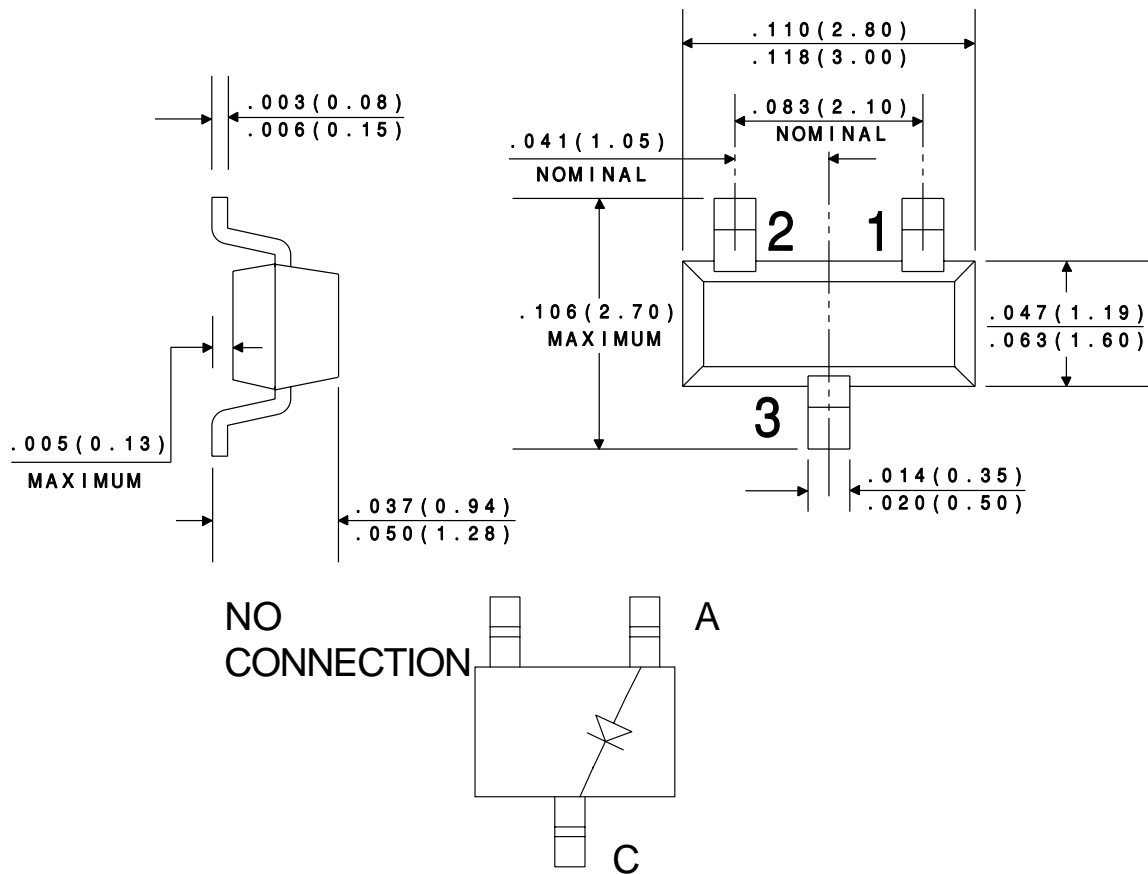 .110(2.80)
.118(3.00)
.003(0.08)
.006(0.15)
.083(2.10)
NOMINAL
.041(1.05)
NOMINAL
2
1
.106(2.70)
MAXIMUM
.047(1.19)
.063(1.60)
3
.005(0.13)
MAXIMUM
.014(0.35)
.020(0.50)
.037(0.94)
.050(1.28)
NO
CONNECTION
A
C